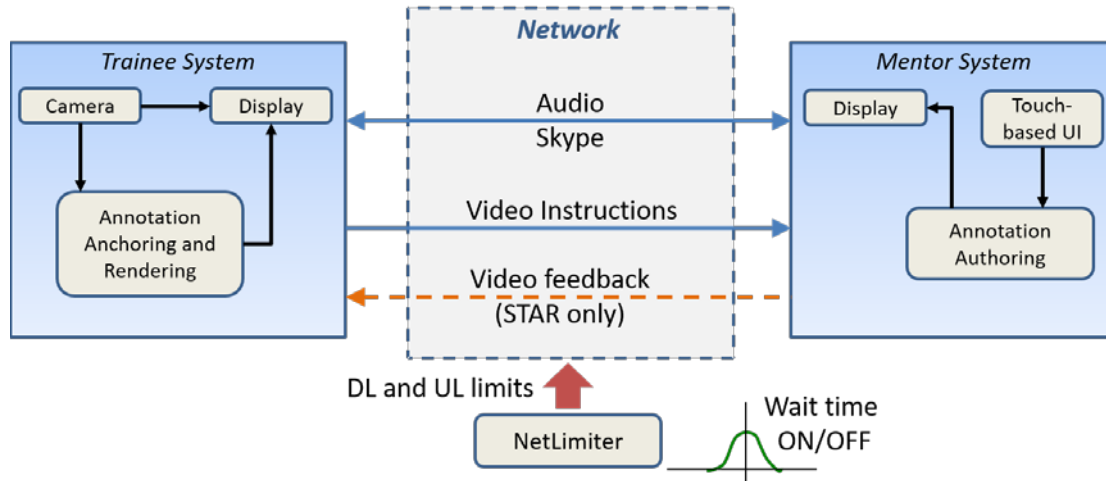 Network
Trainee System
Camera
Display
Annotation
Anchoring and
Rendering
Audio
Skype
Video Instructions
Video feedback
(STAR only)
Mentor System
Display
Touch-
based UI
Annotation
Authoring
DL and UL limits
NetLimiter
Wait time
ON/OFF